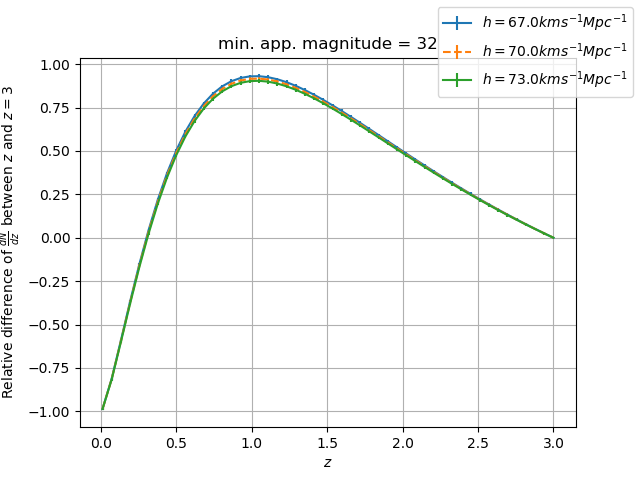 min. app. magnitude = 32
h = 67.0kms⁻¹Mpc⁻¹
h = 70.0kms⁻¹Mpc⁻¹
h = 73.0kms⁻¹Mpc⁻¹
Relative difference of dN/dz between z and z = 3
1.00
0.75
0.50
0.25
0.00
−0.25
−0.50
−0.75
−1.00
0.0 0.5 1.0 1.5 2.0 2.5 3.0
z